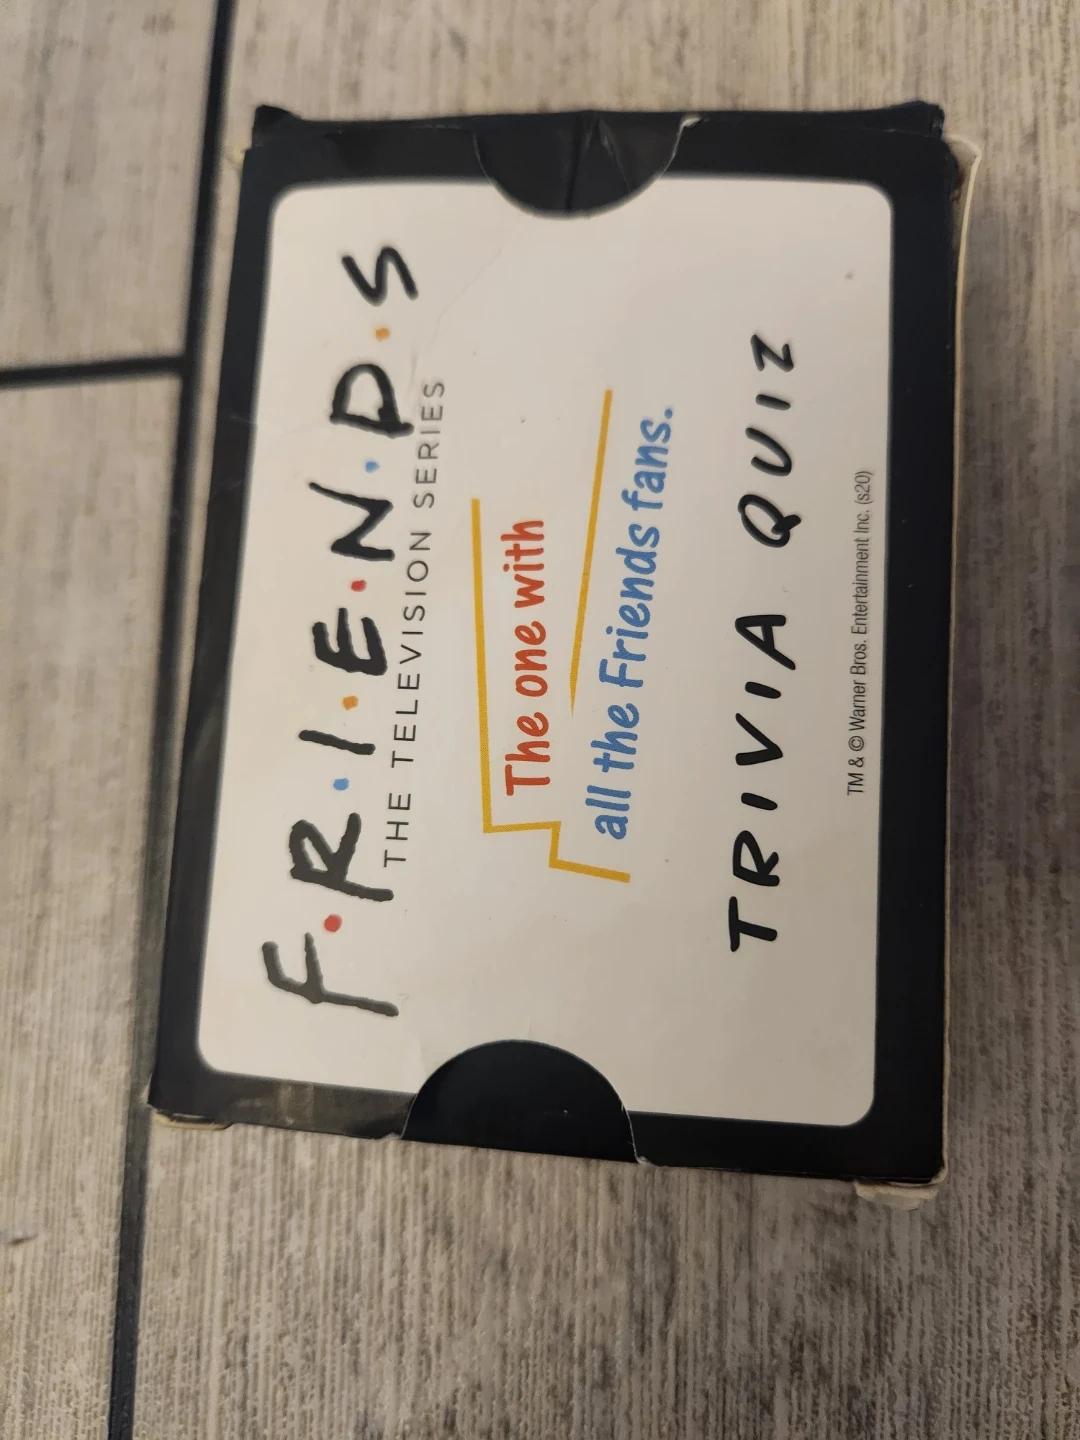 F.R.I.E.N.D.S
THE TELEVISION SERIES
The one with
all the Friends fans.
TRIVIA QUIZ
TM & © Warner Bros. Entertainment Inc. (s20)